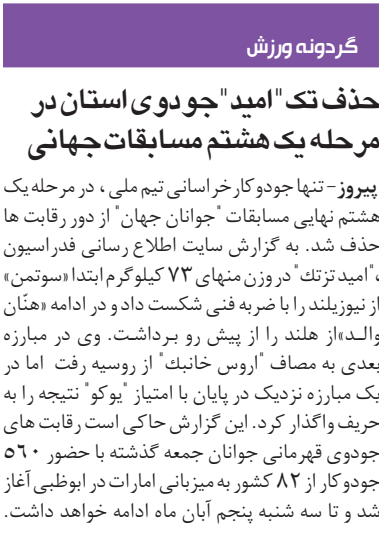 گردونه ورزش
حذف تک "امید" جودوی استان در
مرحله یک هشتم مسابقات جهانی
پیروز- تنها جودوکار خراسانی تیم ملی ، در مرحله یک
هشتم نهایی مسابقات "جوانان جهان" از دور رقابت ها
حذف شد. به گزارش سایت اطلاع رسانی فدراسیون
،"امید تزتك" در وزن منهای ۷۳ کیلوگرم ابتدا «سوتمن»
از نیوزیلند را با ضربه فنی شکست داد و در ادامه «هنّان
والـد» از هلند را از پیش رو برداشت. وی در مبارزه
بعدی به مصاف "اروس خانبك" از روسیه رفت اما در
یک مبارزه نزدیک در پایان با امتیاز "یوکو" نتیجه را به
حریف واگذار کرد. این گزارش حاکی است رقابت های
جودوی قهرمانی جوانان جمعه گذشته با حضور ٥٦٠
جودوکار از ۸۲ کشور به میزبانی امارات در ابوظبی آغاز
شد و تا سه شنبه پنجم آبان ماه ادامه خواهد داشت.